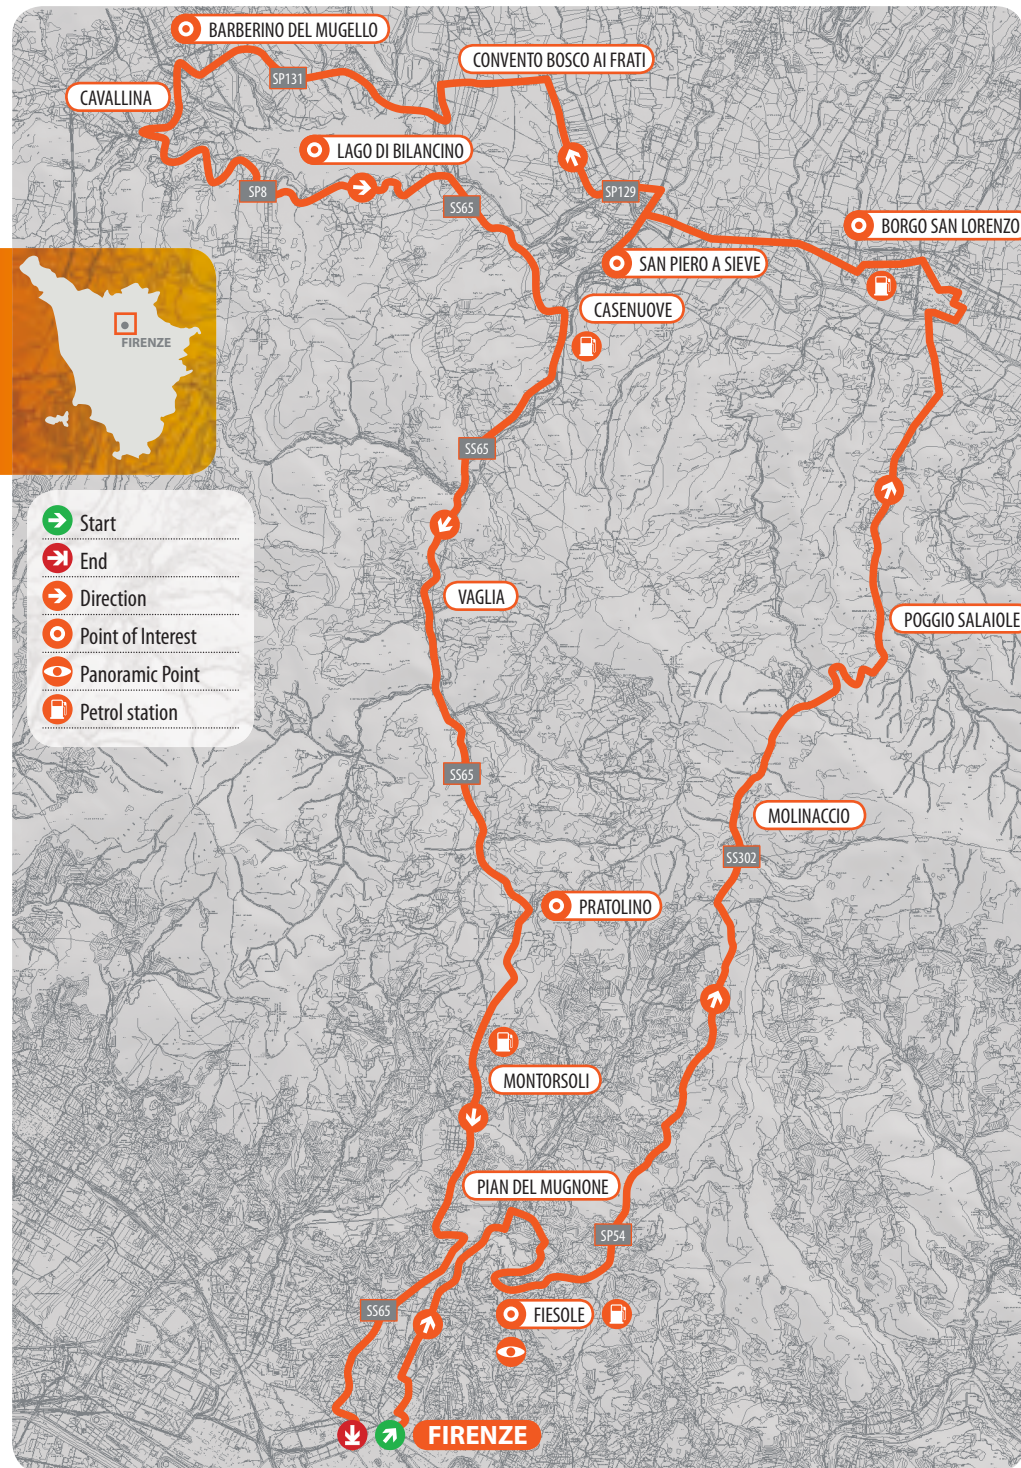 BARBERINO DEL MUGELLO
CONVENTO BOSCO AI FRATI
SP131
CAVALLINA
LAGO DI BILANCINO
SP8
SS65
SP129
BORGO SAN LORENZO
SAN PIERO A SIEVE
CASENUOVE
FIRENZE
SS65
Start
End
Direction
Point of Interest
Panoramic Point
Petrol station
VAGLIA
POGGIO SALAIOLE
SS65
MOLINACCIO
SS302
PRATOLINO
MONTORSOLI
PIAN DEL MUGNONE
SP54
SS65
FIESOLE
FIRENZE